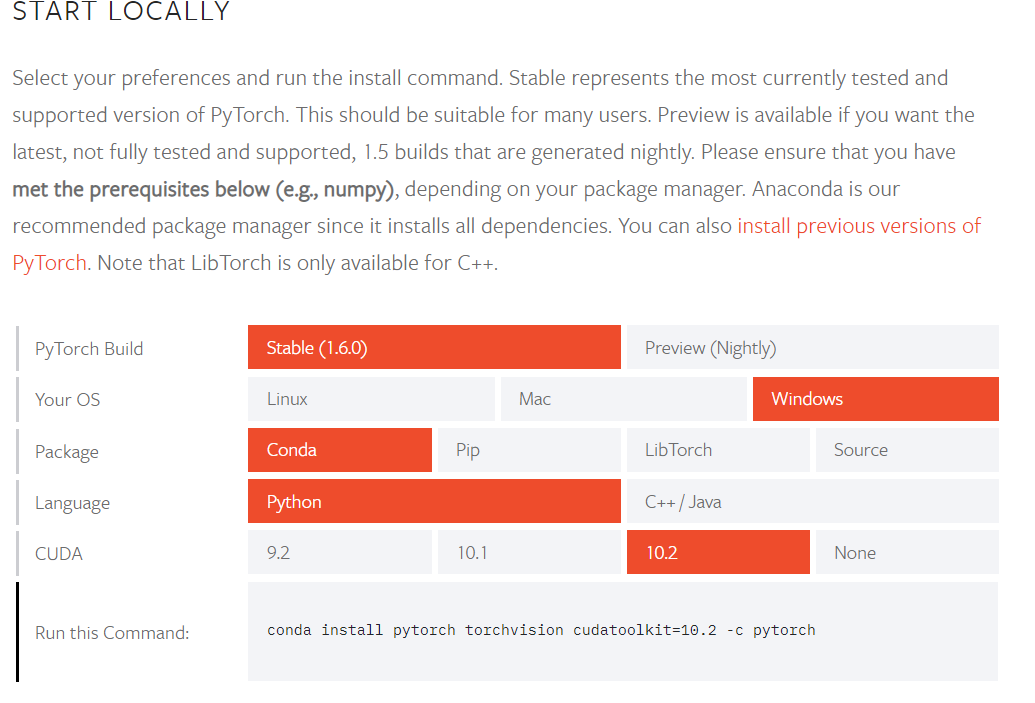 START LOCALLY
Select your preferences and run the install command. Stable represents the most currently tested and
supported version of PyTorch. This should be suitable for many users. Preview is available if you want the
latest, not fully tested and supported, 1.5 builds that are generated nightly. Please ensure that you have
met the prerequisites below (e.g., numpy), depending on your package manager. Anaconda is our
recommended package manager since it installs all dependencies. You can also install previous versions of
PyTorch. Note that LibTorch is only available for C++.
PyTorch Build Stable (1.6.0) Preview (Nightly)
Your OS Linux Mac Windows
Package Conda Pip LibTorch Source
Language Python C++ / Java
CUDA 9.2 10.1 10.2 None
Run this Command: conda install pytorch torchvision cudatoolkit=10.2 -c pytorch